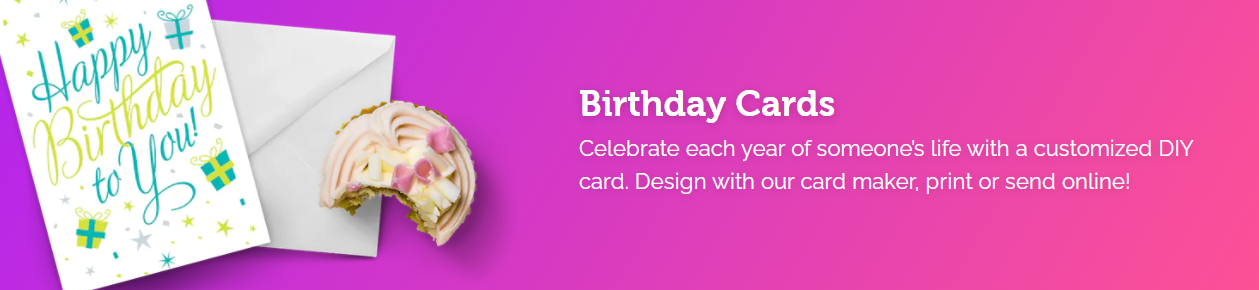 Happy
Birthday
to You!
Birthday Cards
Celebrate each year of someone's life with a customized DIY
card. Design with our card maker, print or send online!